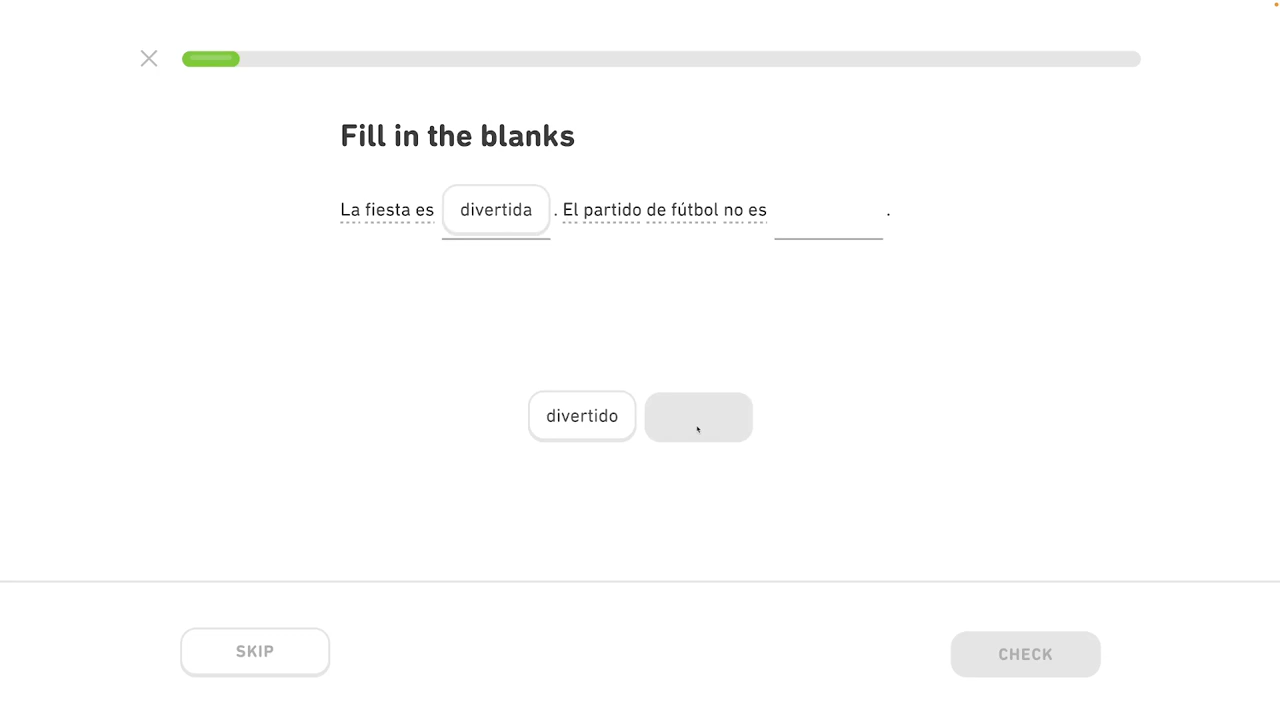 Fill in the blanks
La fiesta es divertida . El partido de fútbol no es .
divertido
SKIP
CHECK